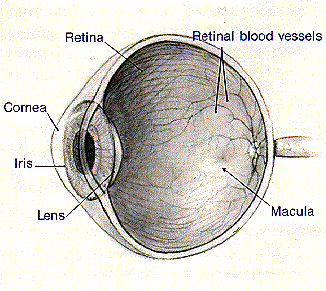 Retina
Retinal blood vessels
Cornea
Iris
Lens
Macula